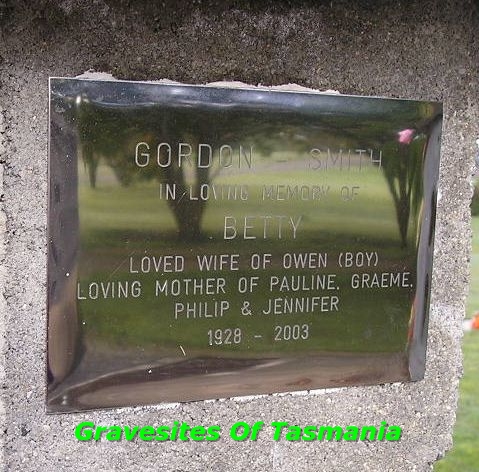 GORDON - SMITH
IN LOVING MEMORY OF
BETTY
LOVED WIFE OF OWEN (BOY)
LOVING MOTHER OF PAULINE, GRAEME,
PHILIP & JENNIFER
1928 - 2003
Gravesites Of Tasmania